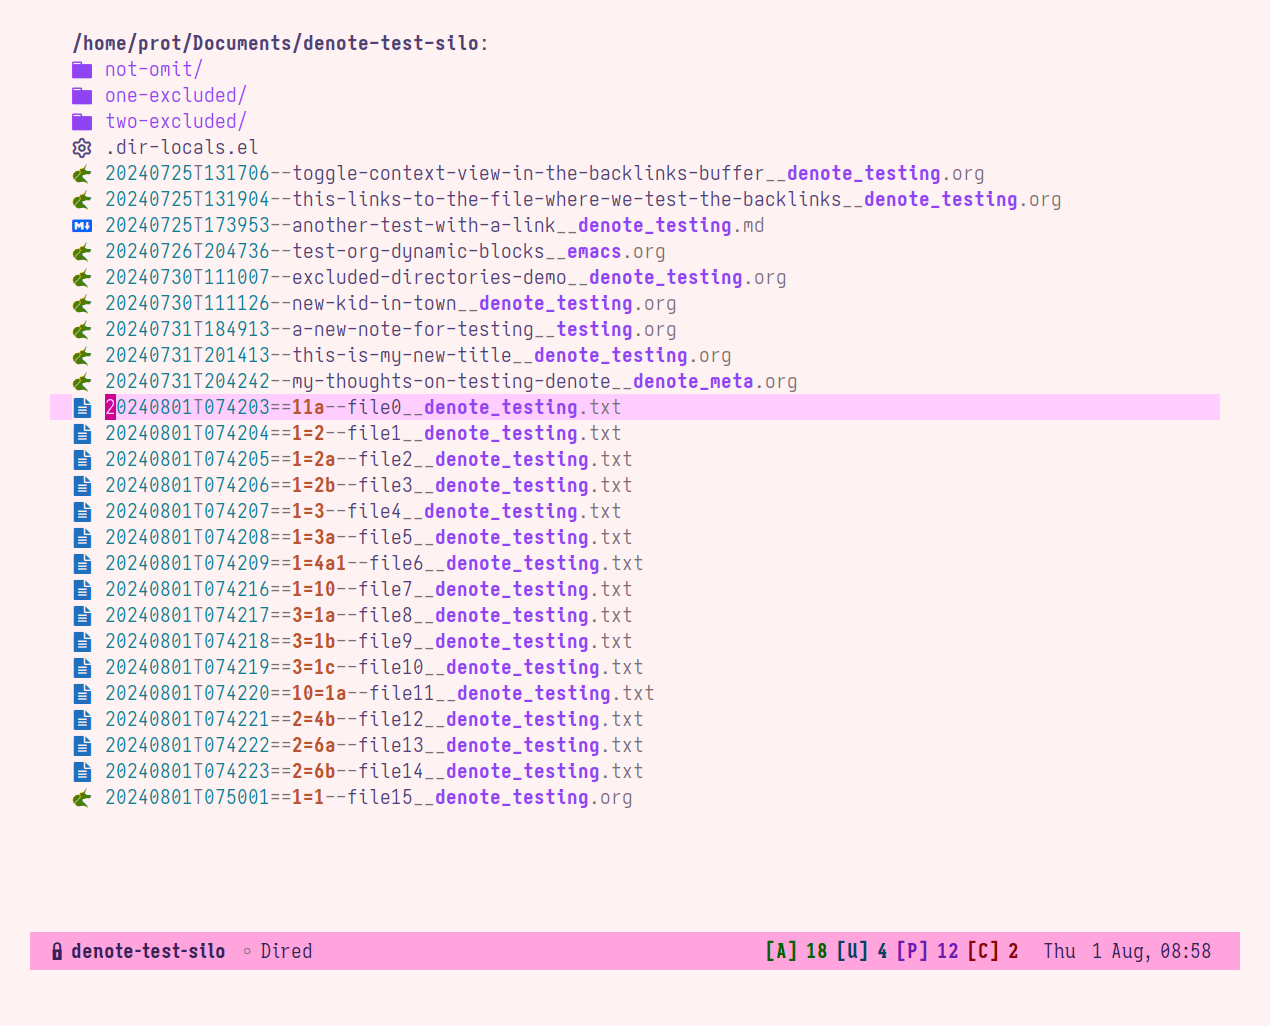 /home/prot/Documents/denote-test-silo:
not-omit/
one-excluded/
two-excluded/
.dir-locals.el
20240725T131706--toggle-context-view-in-the-backlinks-buffer__denote_testing.org
20240725T131904--this-links-to-the-file-where-we-test-the-backlinks__denote_testing.org
20240725T173953--another-test-with-a-link__denote_testing.md
20240726T204736--test-org-dynamic-blocks__emacs.org
20240730T111007--excluded-directories-demo__denote_testing.org
20240730T111126--new-kid-in-town__denote_testing.org
20240731T184913--a-new-note-for-testing__testing.org
20240731T201413--this-is-my-new-title__denote_testing.org
20240731T204242--my-thoughts-on-testing-denote__denote_meta.org
20240801T074203==11a--file0__denote_testing.txt
20240801T074204==1=2--file1__denote_testing.txt
20240801T074205==1=2a--file2__denote_testing.txt
20240801T074206==1=2b--file3__denote_testing.txt
20240801T074207==1=3--file4__denote_testing.txt
20240801T074208==1=3a--file5__denote_testing.txt
20240801T074209==1=4a1--file6__denote_testing.txt
20240801T074216==1=10--file7__denote_testing.txt
20240801T074217==3=1a--file8__denote_testing.txt
20240801T074218==3=1b--file9__denote_testing.txt
20240801T074219==3=1c--file10__denote_testing.txt
20240801T074220==10=1a--file11__denote_testing.txt
20240801T074221==2=4b--file12__denote_testing.txt
20240801T074222==2=6a--file13__denote_testing.txt
20240801T074223==2=6b--file14__denote_testing.txt
20240801T075001==1=1--file15__denote_testing.org
denote-test-silo ◦ Dired [A] 18 [U] 4 [P] 12 [C] 2 Thu 1 Aug, 08:58